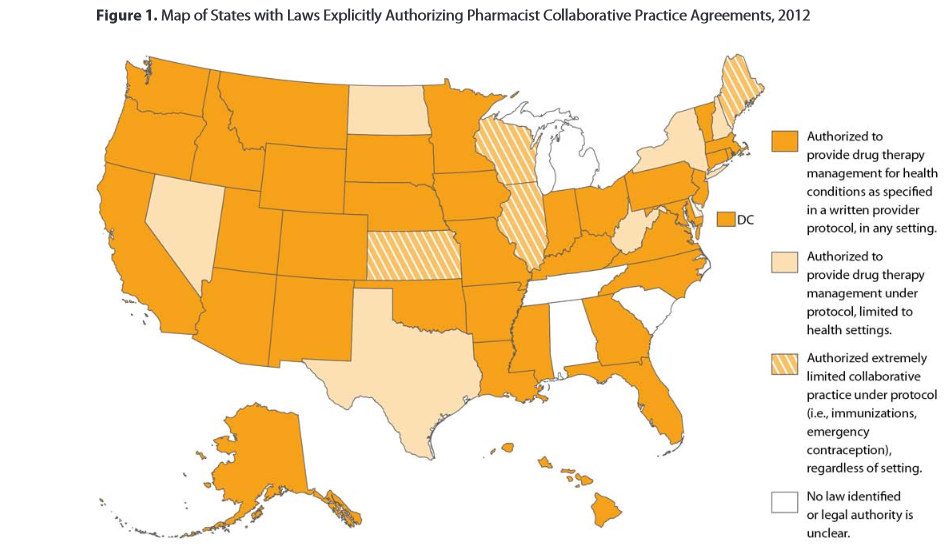 Figure 1. Map of States with Laws Explicitly Authorizing Pharmacist Collaborative Practice Agreements, 2012
Authorized to
provide drug therapy
management for health
conditions as specified
in a written provider
protocol, in any setting.
DC
Authorized to
provide drug therapy
management under
protocol, limited to
health settings.
Authorized extremely
limited collaborative
practice under protocol
(i.e., immunizations,
emergency
contraception),
regardless of setting.
No law identified
or legal authority is
unclear.